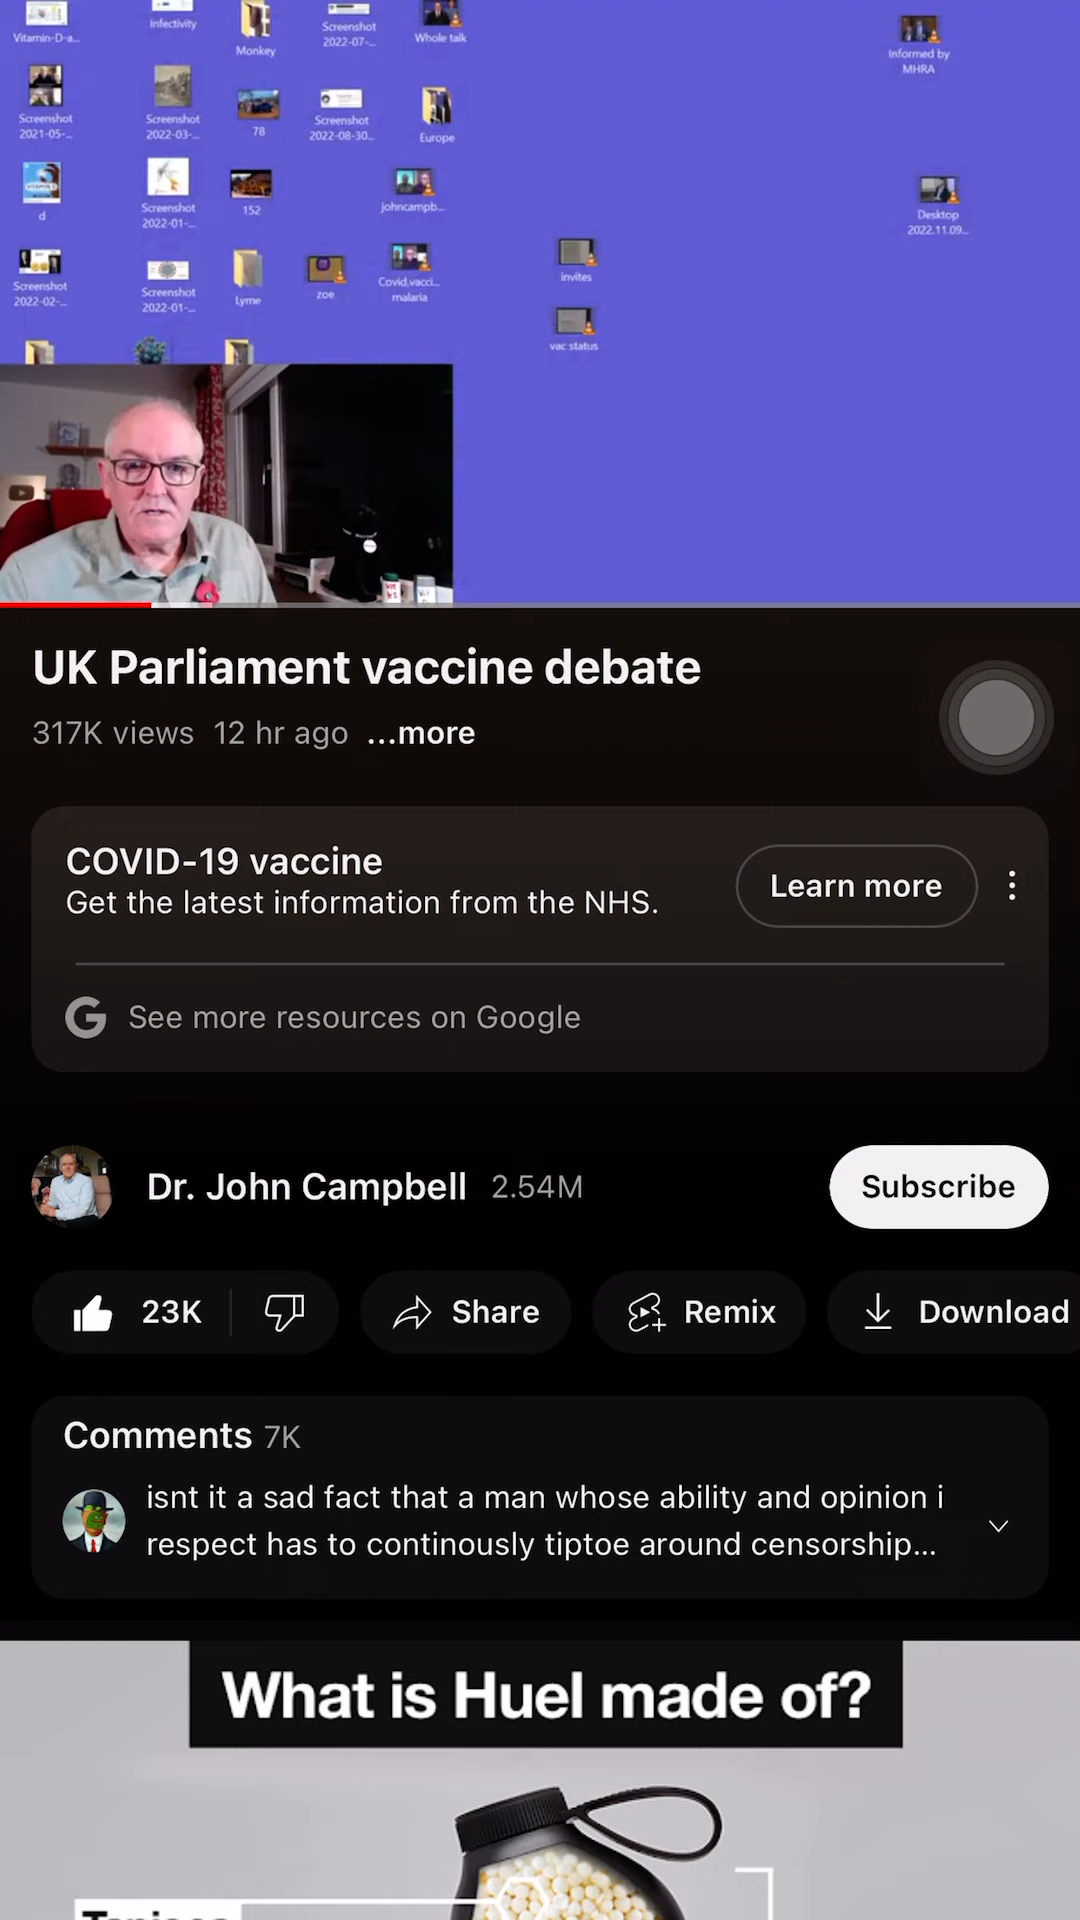 Vitamin-D-a...
Infectivity
Monkey
Screenshot
2022-07-...
Whole talk
Informed by
MHRA
Screenshot
2021-05-...
Screenshot
2022-03-...
78
Screenshot
2022-08-30...
Europe
d
Screenshot
2022-01-...
152
johncampb...
Desktop
2022.11.09...
Screenshot
2022-02-...
Screenshot
2022-01-...
Lyme
zoe
Covid,vacci...
malaria
invites
vac status
UK Parliament vaccine debate
317K views 12 hr ago ...more
COVID-19 vaccine
Get the latest information from the NHS.
Learn more
See more resources on Google
Dr. John Campbell 2.54M
Subscribe
23K
Share
Remix
Download
Comments 7K
isnt it a sad fact that a man whose ability and opinion i
respect has to continously tiptoe around censorship...
What is Huel made of?